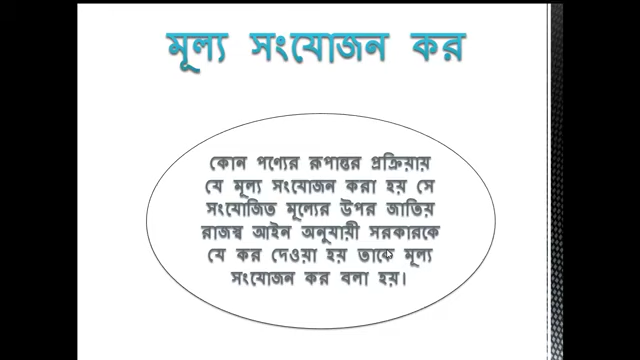 মূল্য সংযোজন কর
কোন পণ্যের রূপান্তর প্রক্রিয়ায়
যে মূল্য সংযোজন করা হয় সে
সংযোজিত মূল্যের উপর জাতিয়
রাজস্ব আইন অনুযায়ী সরকারকে
যে কর দেওয়া হয় তাকে মূল্য
সংযোজন কর বলা হয়।